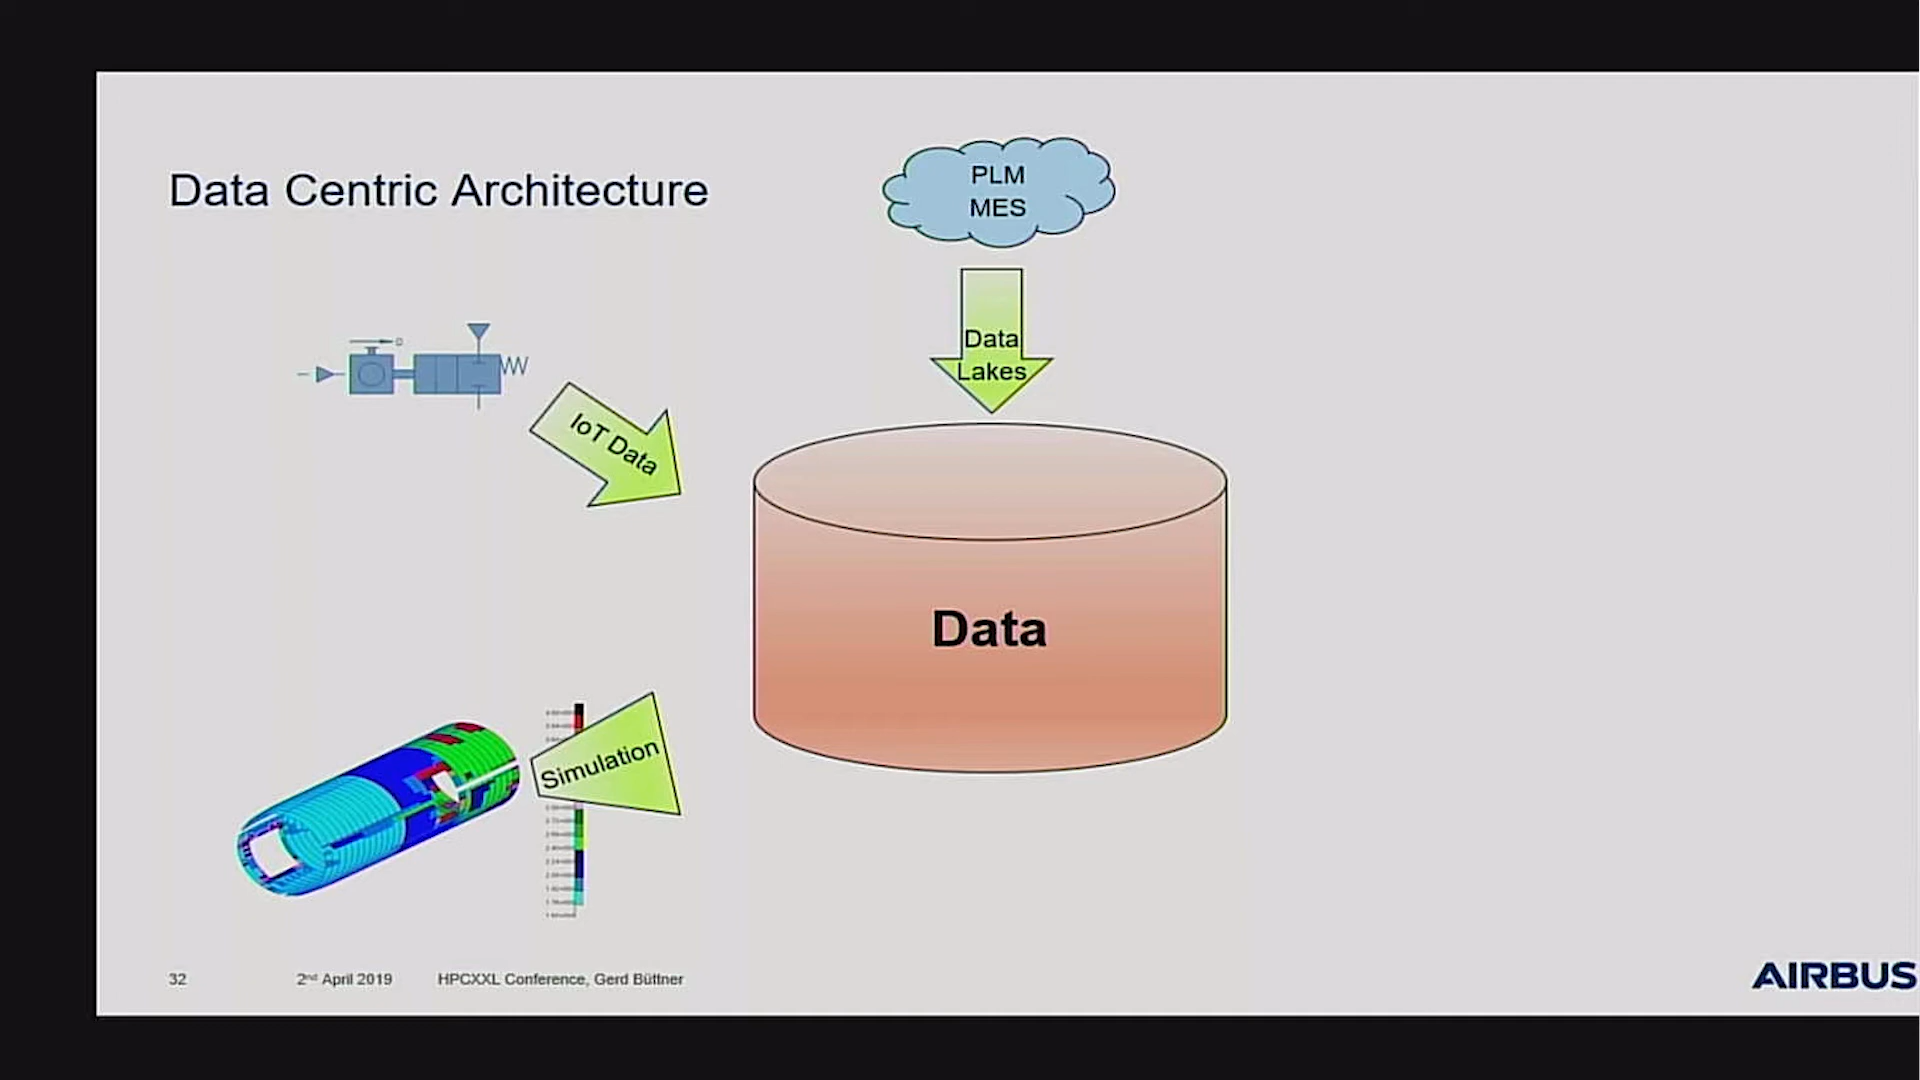 Data Centric Architecture
PLM
MES
Data
Lakes
IoT Data
Data
Simulation
32
2nd April 2019
HPCXXL Conference, Gerd Büttner
AIRBUS